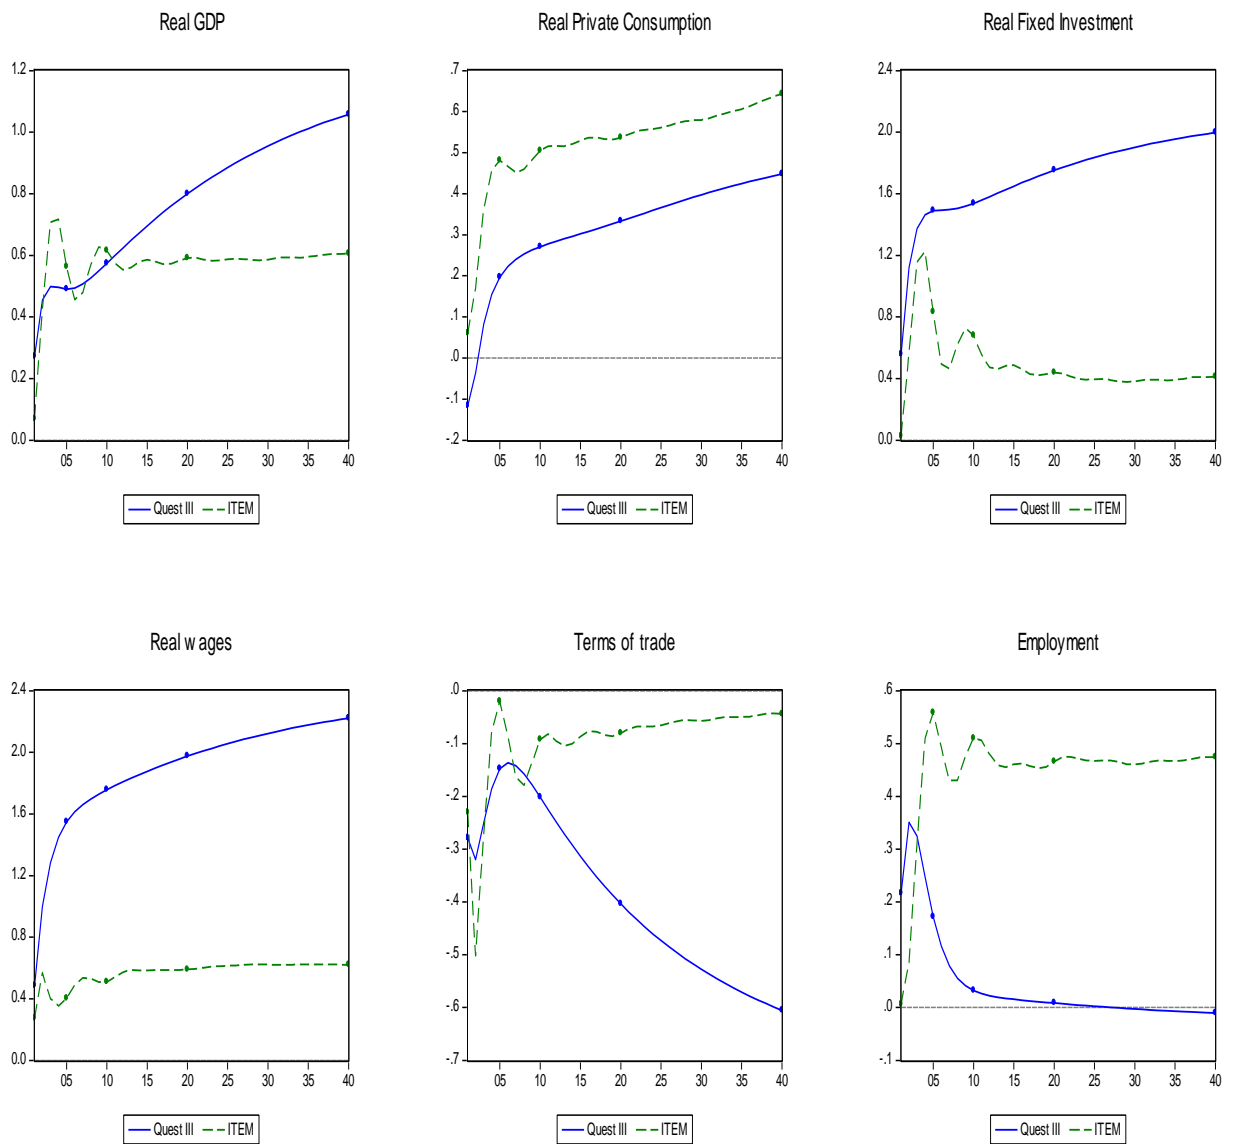 Real GDP
1.2
1.0
0.8
0.6
0.4
0.2
0.0
05 10 15 20 25 30 35 40
Quest III ITEM
Real Private Consumption
.7
.6
.5
.4
.3
.2
.1
.0
-.1
-.2
05 10 15 20 25 30 35 40
Quest III ITEM
Real Fixed Investment
2.4
2.0
1.6
1.2
0.8
0.4
0.0
05 10 15 20 25 30 35 40
Quest III ITEM
Real wages
2.4
2.0
1.6
1.2
0.8
0.4
0.0
05 10 15 20 25 30 35 40
Quest III ITEM
Terms of trade
.0
-.1
-.2
-.3
-.4
-.5
-.6
-.7
05 10 15 20 25 30 35 40
Quest III ITEM
Employment
.6
.5
.4
.3
.2
.1
.0
-.1
05 10 15 20 25 30 35 40
Quest III ITEM